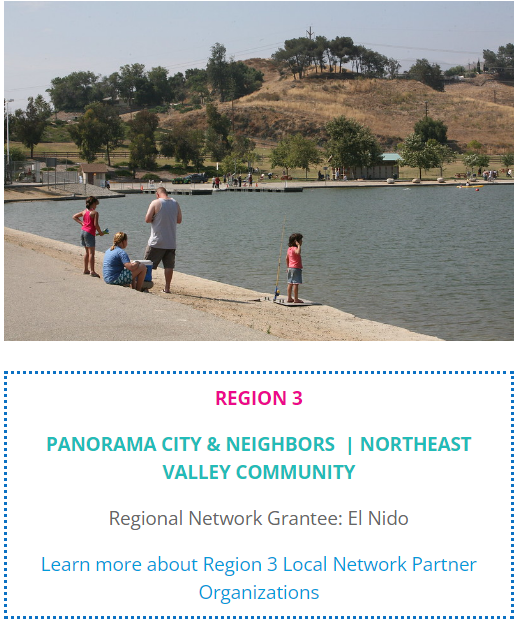 REGION 3
PANORAMA CITY & NEIGHBORS | NORTHEAST
VALLEY COMMUNITY
Regional Network Grantee: El Nido
Learn more about Region 3 Local Network Partner
Organizations